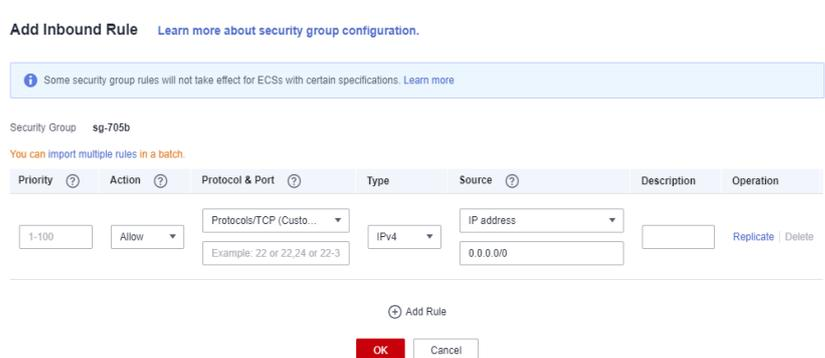 Add Inbound Rule Learn more about security group configuration.
Some security group rules will not take effect for ECSs with certain specifications. Learn more
Security Group sg-705b
You can import multiple rules in a batch.
Priority Action Protocol & Port Type Source Description Operation
Protocols/TCP (Custo... IP address
1-100 Allow IPv4 Replicate Delete
Example: 22 or 22,24 or 22-3 0.0.0.0/0
Add Rule
OK Cancel